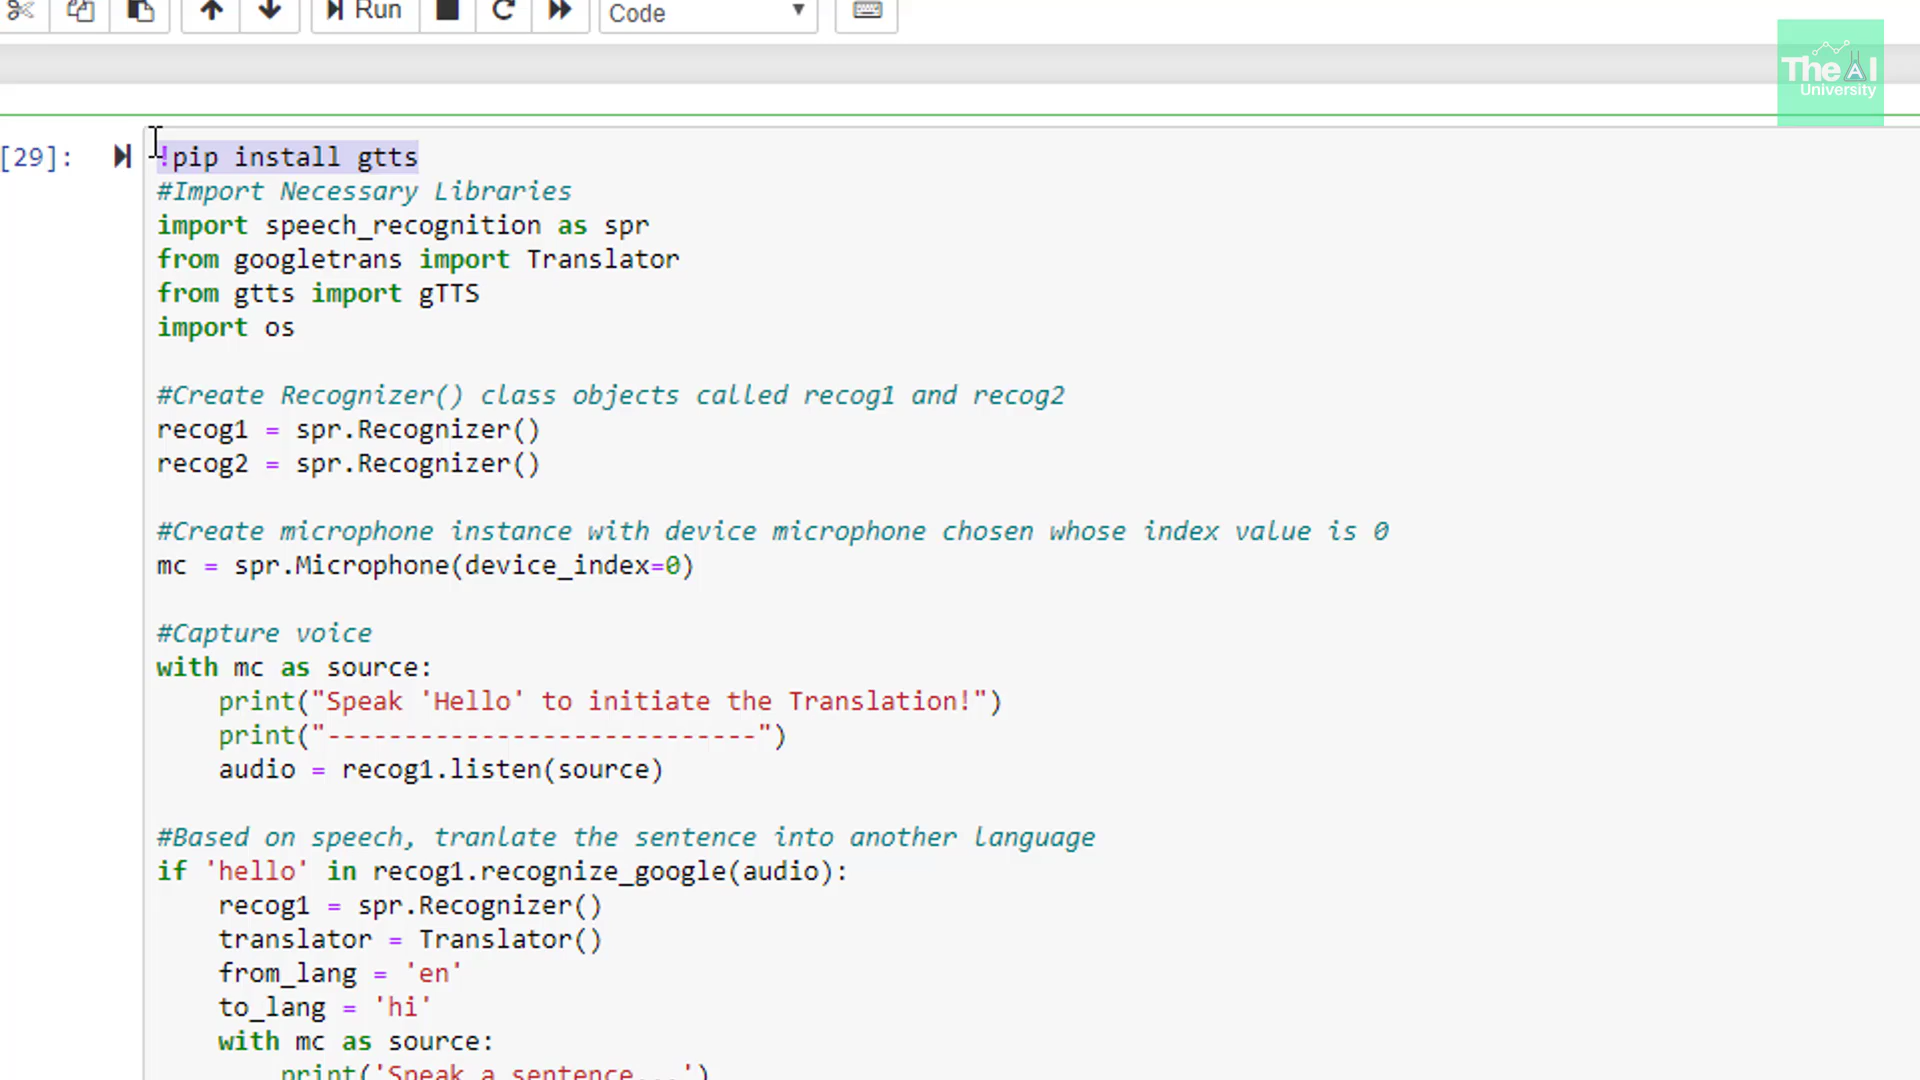 Run
Code
The AI
University
[29]:
!pip install gtts
#Import Necessary Libraries
import speech_recognition as spr
from googletrans import Translator
from gtts import gTTS
import os
#Create Recognizer() class objects called recog1 and recog2
recog1 = spr.Recognizer()
recog2 = spr.Recognizer()
#Create microphone instance with device microphone chosen whose index value is 0
mc = spr.Microphone(device_index=0)
#Capture voice
with mc as source:
    print("Speak 'Hello' to initiate the Translation!")
    print("----------------------------")
    audio = recog1.listen(source)
#Based on speech, tranlate the sentence into another language
if 'hello' in recog1.recognize_google(audio):
    recog1 = spr.Recognizer()
    translator = Translator()
    from_lang = 'en'
    to_lang = 'hi'
    with mc as source:
        print('Speak a sentence...')